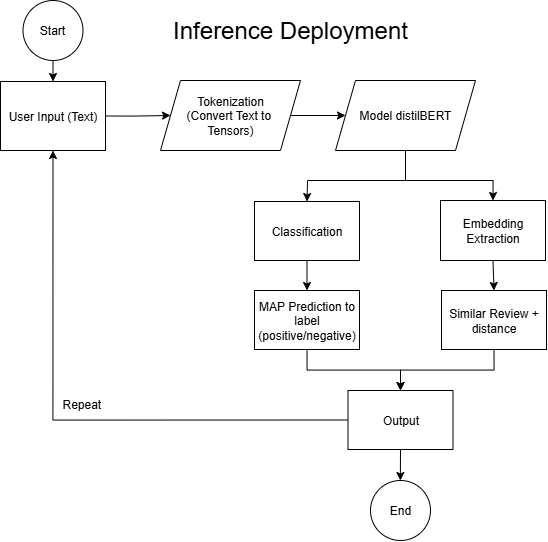 Start
Inference Deployment
User Input (Text)
Tokenization
(Convert Text to
Tensors)
Model distilBERT
Classification
Embedding
Extraction
MAP Prediction to
label
(positive/negative)
Similar Review +
distance
Repeat
Output
End